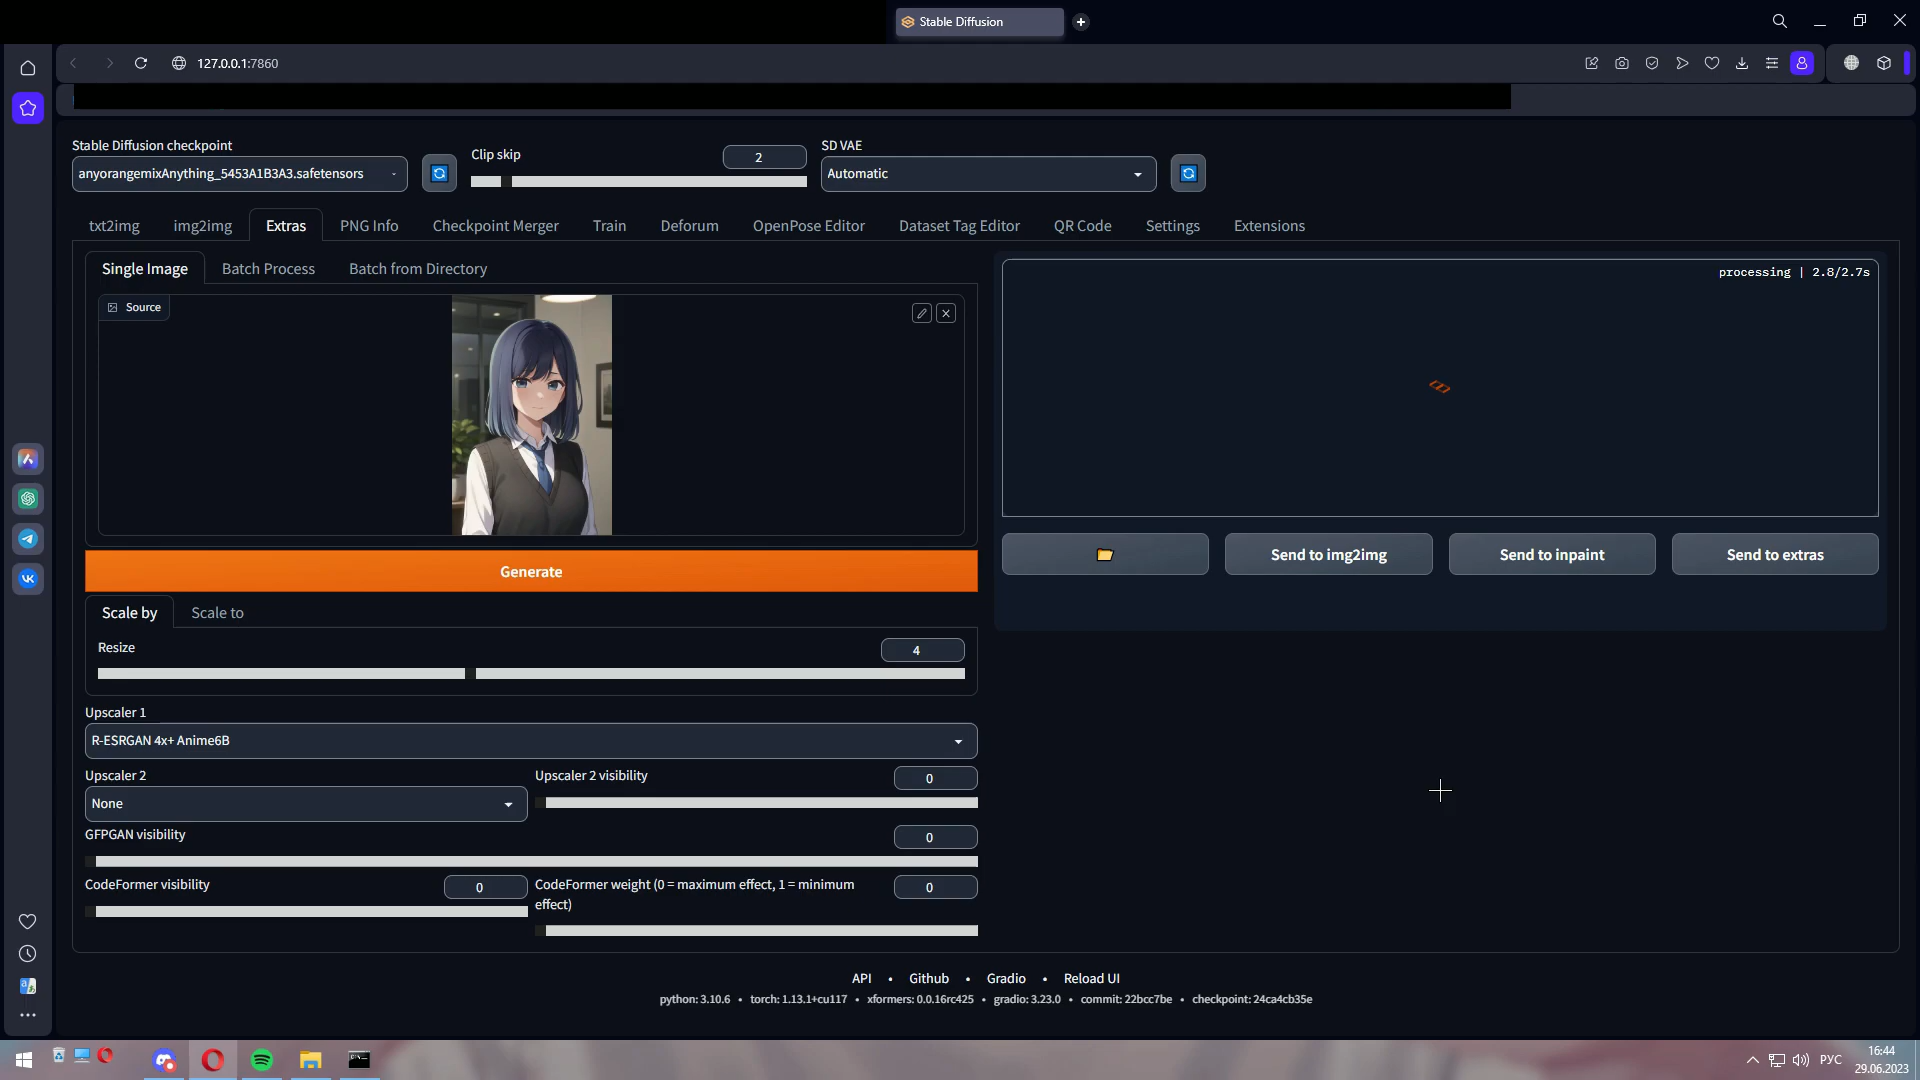 Stable Diffusion
127.0.0.1:7860
Stable Diffusion checkpoint
anyorangemixAnything_5453A1B3A3.safetensors
Clip skip
2
SD VAE
Automatic
txt2img
img2img
Extras
PNG Info
Checkpoint Merger
Train
Deforum
OpenPose Editor
Dataset Tag Editor
QR Code
Settings
Extensions
Single Image
Batch Process
Batch from Directory
Source
processing | 2.8/2.7s
Send to img2img
Send to inpaint
Send to extras
Generate
Scale by
Scale to
Resize
4
Upscaler 1
R-ESRGAN 4x+ Anime6B
Upscaler 2
None
Upscaler 2 visibility
0
GFPGAN visibility
0
CodeFormer visibility
0
CodeFormer weight (0 = maximum effect, 1 = minimum
effect)
0
API • Github • Gradio • Reload UI
python: 3.10.6 • torch: 1.13.1+cu117 • xformers: 0.0.16rc425 • gradio: 3.23.0 • commit: 22bcc7be • checkpoint: 24ca4cb35e
РУС
16:44
29.06.2023